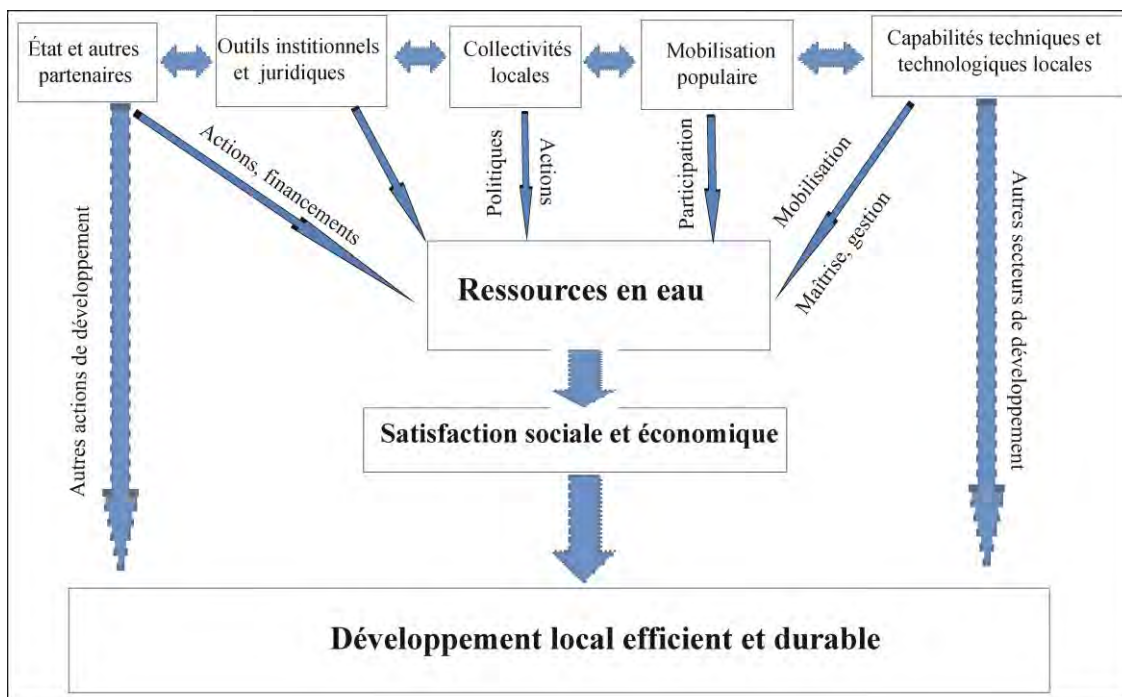 État et autres
partenaires
Outils institionnels
et juridiques
Collectivités
locales
Mobilisation
populaire
Capabilités techniques et
technologiques locales
Actions, financements
Politiques
Actions
Participation
Mobilisation
Maîtrise, gestion
Autres actions de développement
Autres secteurs de développement
Ressources en eau
Satisfaction sociale et économique
Développement local efficient et durable